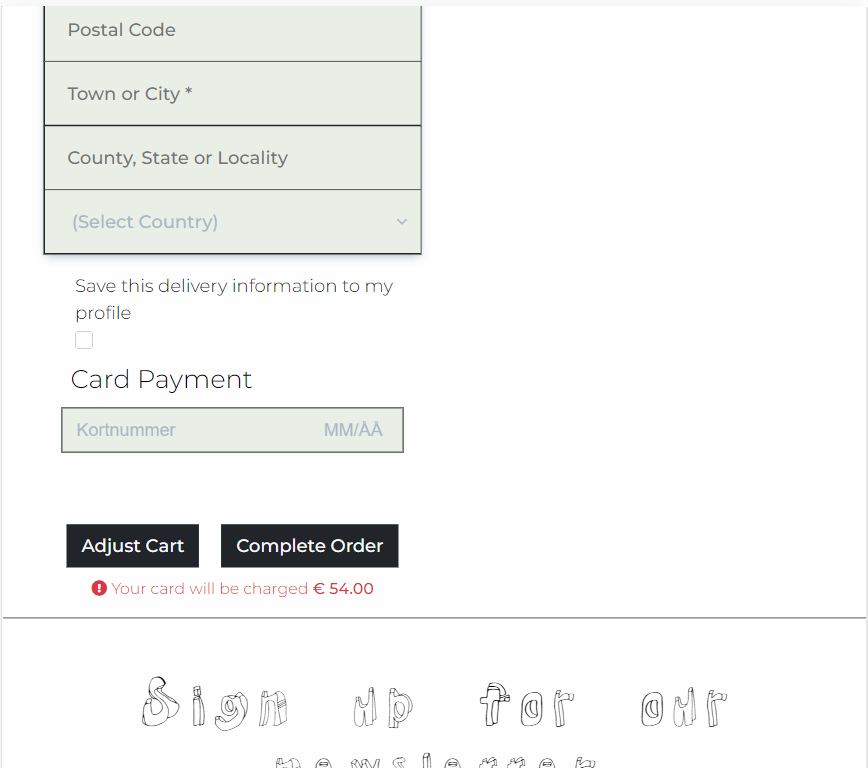 Postal Code
Town or City *
County, State or Locality
(Select Country)
Save this delivery information to my
profile
Card Payment
Kortnummer MM/ÅÅ
Adjust Cart Complete Order
Your card will be charged € 54.00
Sign up for our
newsletter